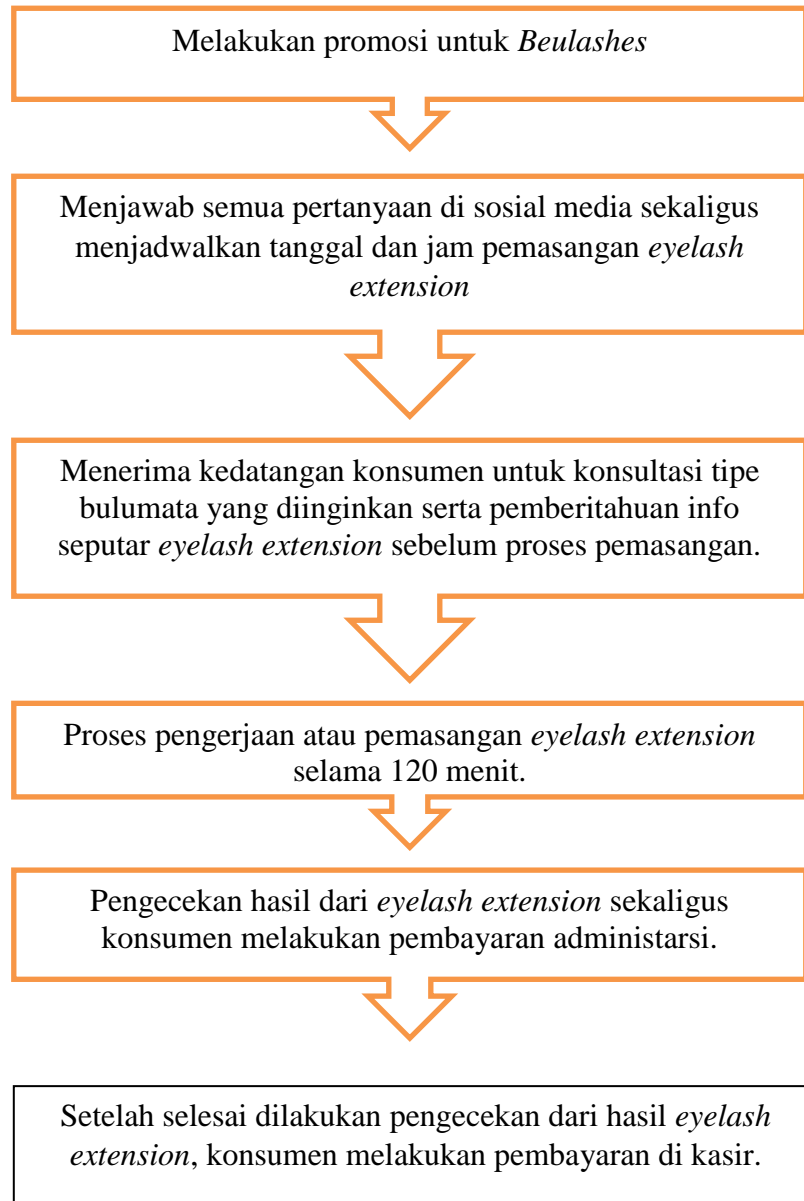 Melakukan promosi untuk Beulashes
Menjawab semua pertanyaan di sosial media sekaligus
menjadwalkan tanggal dan jam pemasangan eyelash
extension
Menerima kedatangan konsumen untuk konsultasi tipe
bulumata yang diinginkan serta pemberitahuan info
seputar eyelash extension sebelum proses pemasangan.
Proses pengerjaan atau pemasangan eyelash extension
selama 120 menit.
Pengecekan hasil dari eyelash extension sekaligus
konsumen melakukan pembayaran administarsi.
Setelah selesai dilakukan pengecekan dari hasil eyelash
extension, konsumen melakukan pembayaran di kasir.